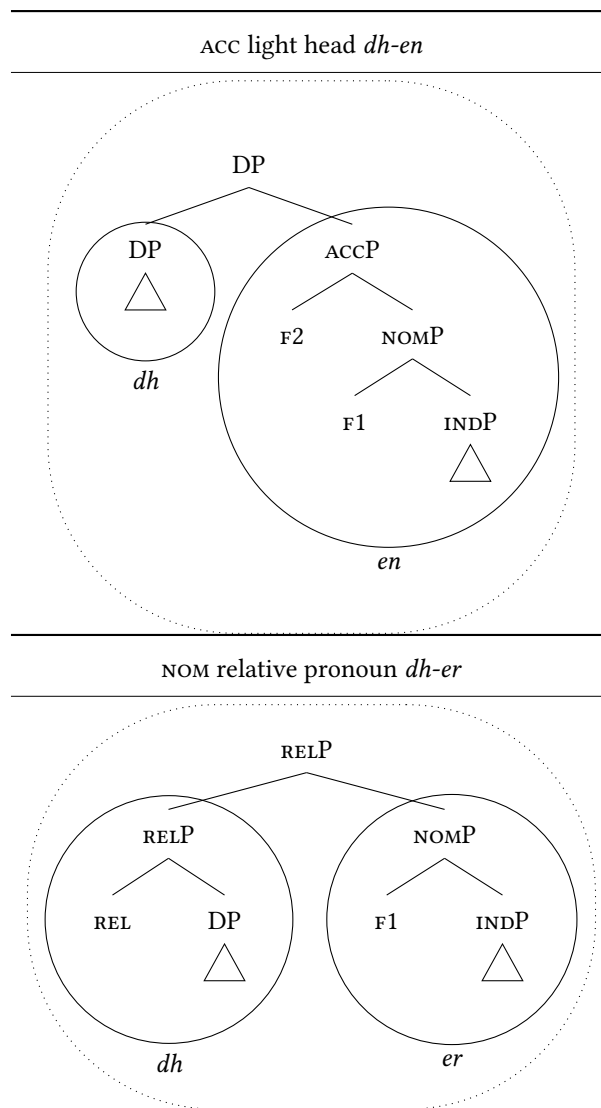 ACC light head dh-en
DP
DP ACCP
F2 NOMP
dh
F1 INDP
en
NOM relative pronoun dh-er
RELP
RELP NOMP
REL DP F1 INDP
dh er